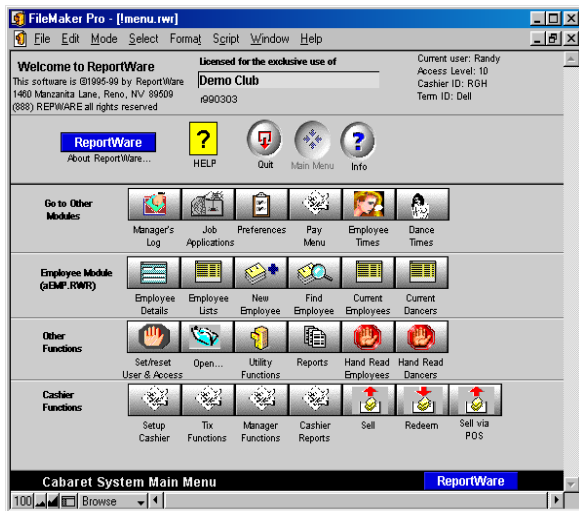 FileMaker Pro - [!menu.rwr]
File Edit Mode Select Format Script Window Help
Welcome to ReportWare
This software is ©1995-99 by ReportWare
1460 Manzanita Lane, Reno, NV 89509
(888) REPWARE all rights reserved
Licensed for the exclusive use of
Demo Club
r990303
Current user: Randy
Access Level: 10
Cashier ID: RGH
Term ID: Dell
ReportWare
About ReportWare...
?
HELP
Quit
Main Menu
?
Info
Go to Other
Modules
Manager's
Log
Job
Applications
Preferences
Pay
Menu
Employee
Times
Dance
Times
Employee Module
(aEMP.RWR)
Employee
Details
Employee
Lists
New
Employee
Find
Employee
Current
Employees
Current
Dancers
Other
Functions
Set/reset
User & Access
Open...
Utility
Functions
Reports
Hand Read
Employees
Hand Read
Dancers
Cashier
Functions
Setup
Cashier
Tix
Functions
Manager
Functions
Cashier
Reports
Sell
Redeem
Sell via
POS
Cabaret System Main Menu
ReportWare
100 Browse